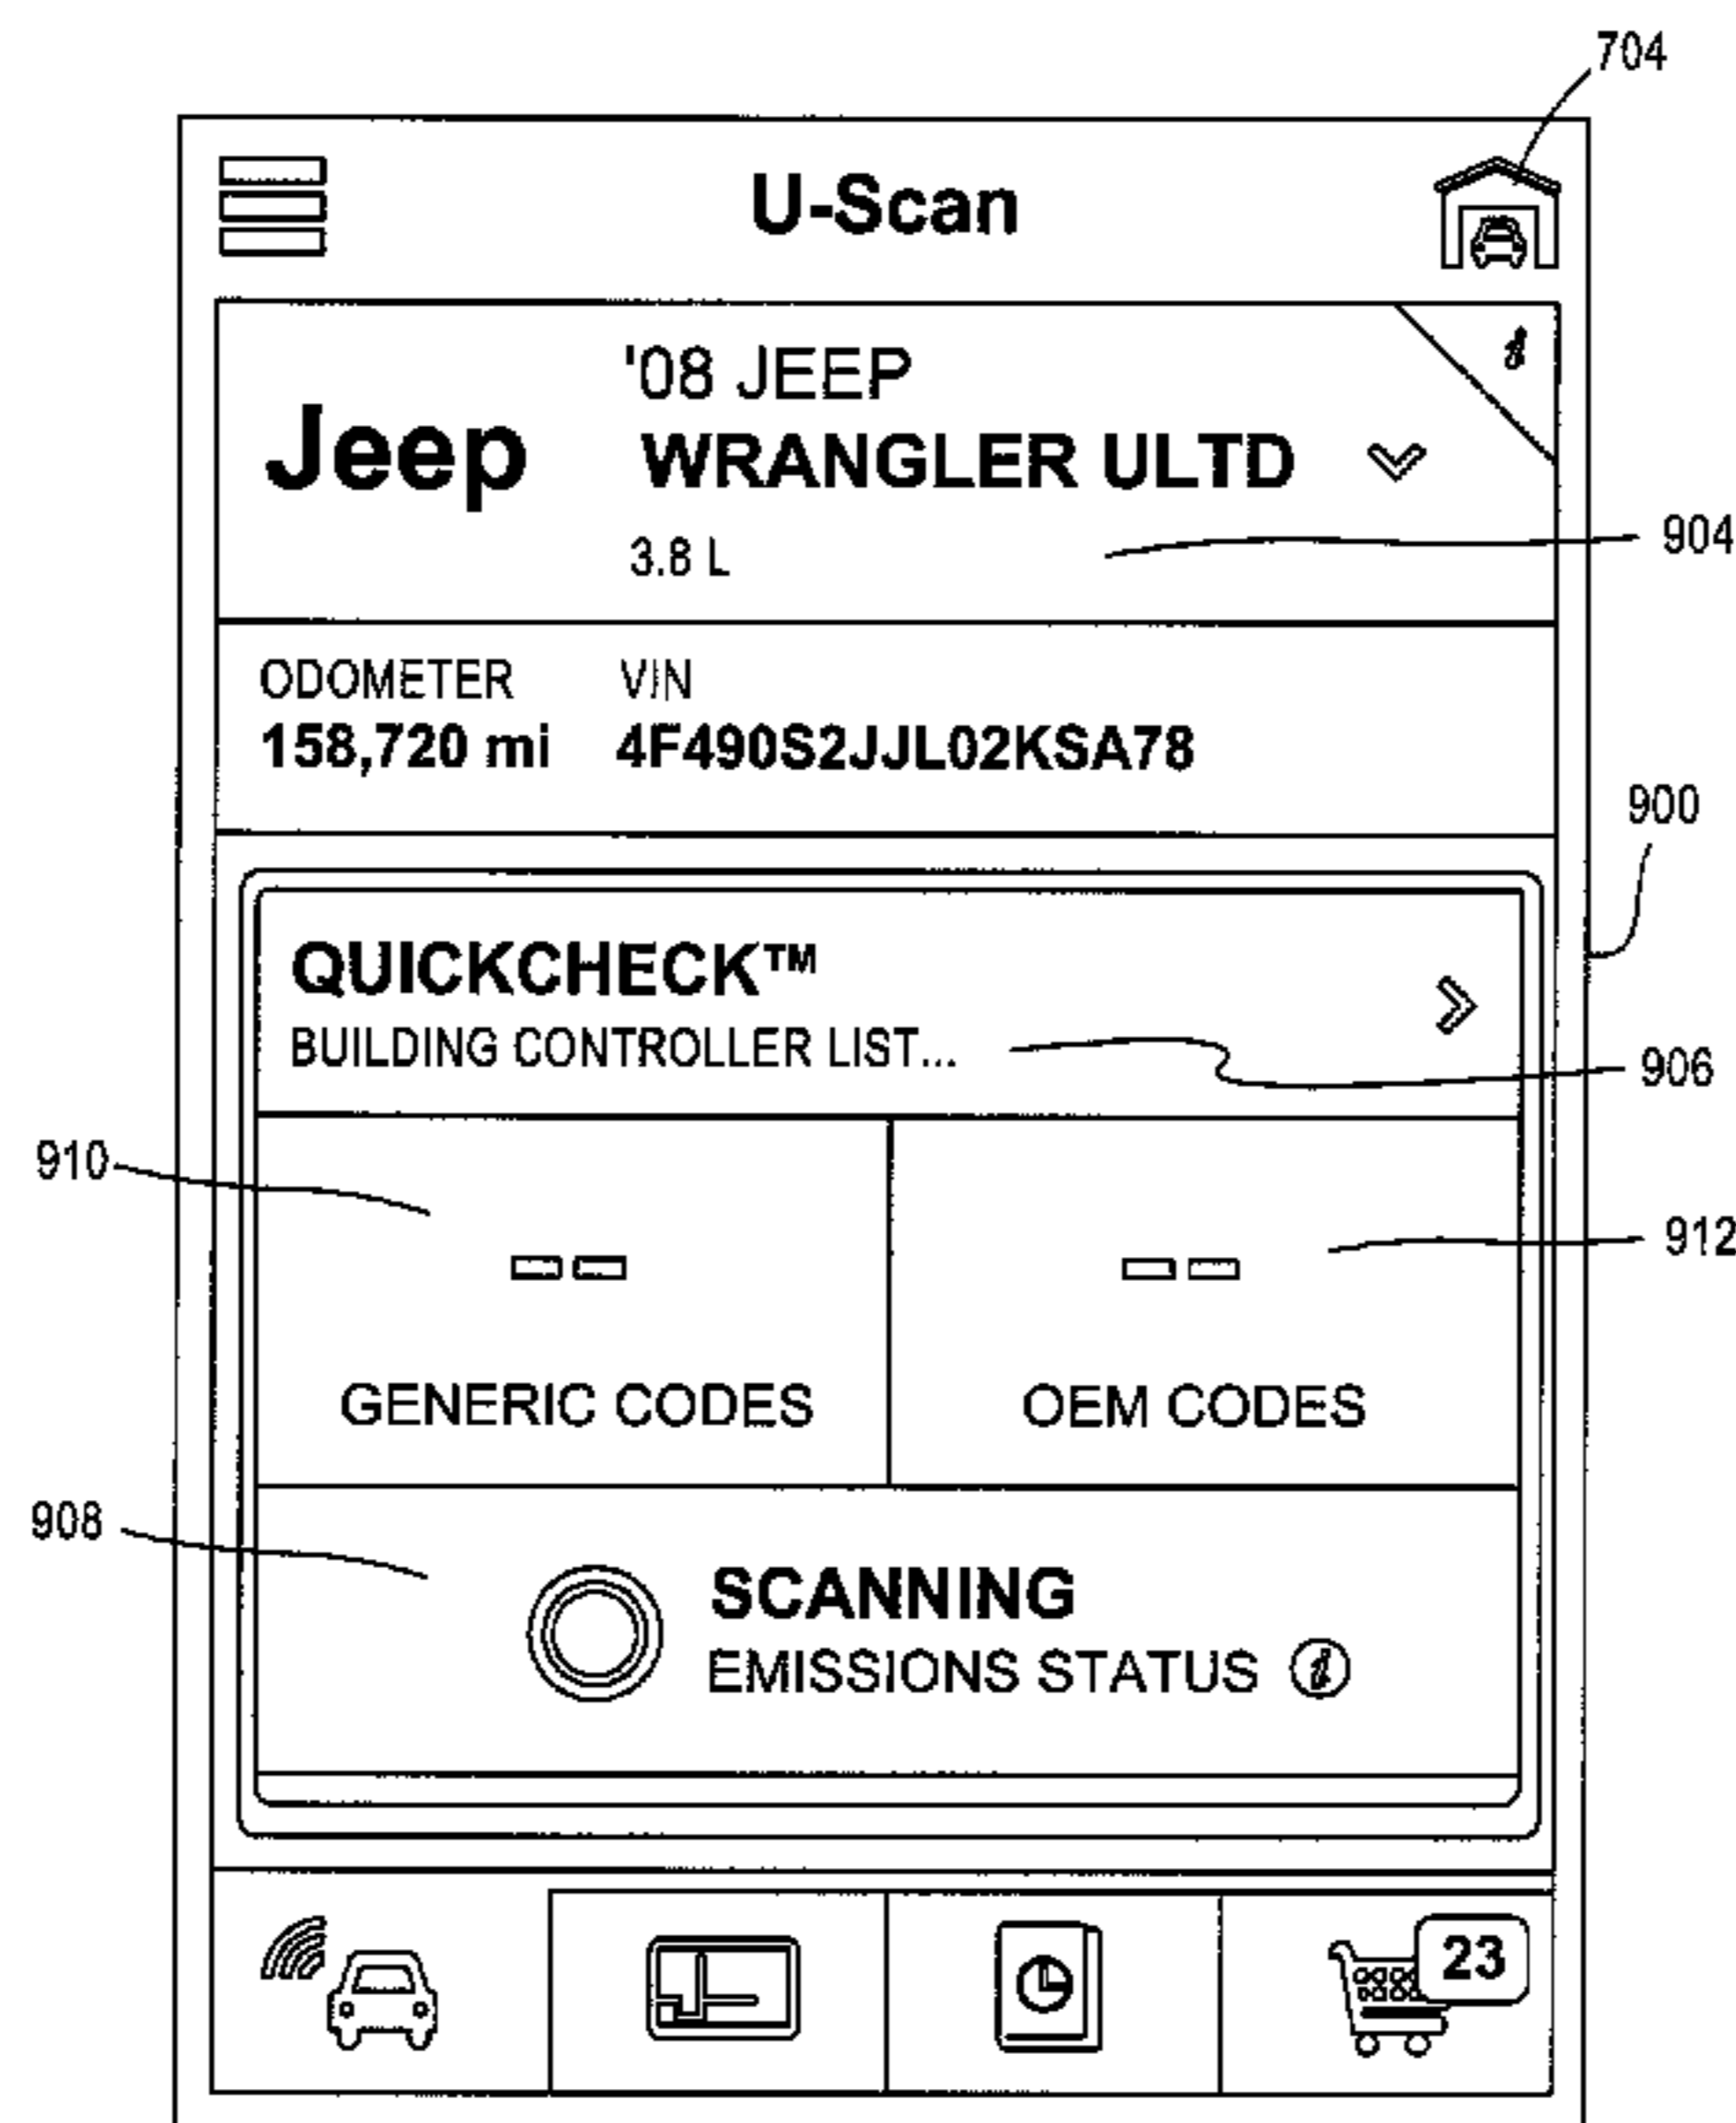 704
U-Scan
'08 JEEP
Jeep
WRANGLER ULTD
3.8 L
904
ODOMETER VIN
158,720 mi 4F490S2JJL02KSA78
900
QUICKCHECK™
BUILDING CONTROLLER LIST...
906
910
912
-- --
GENERIC CODES OEM CODES
908
SCANNING
EMISSIONS STATUS i
23